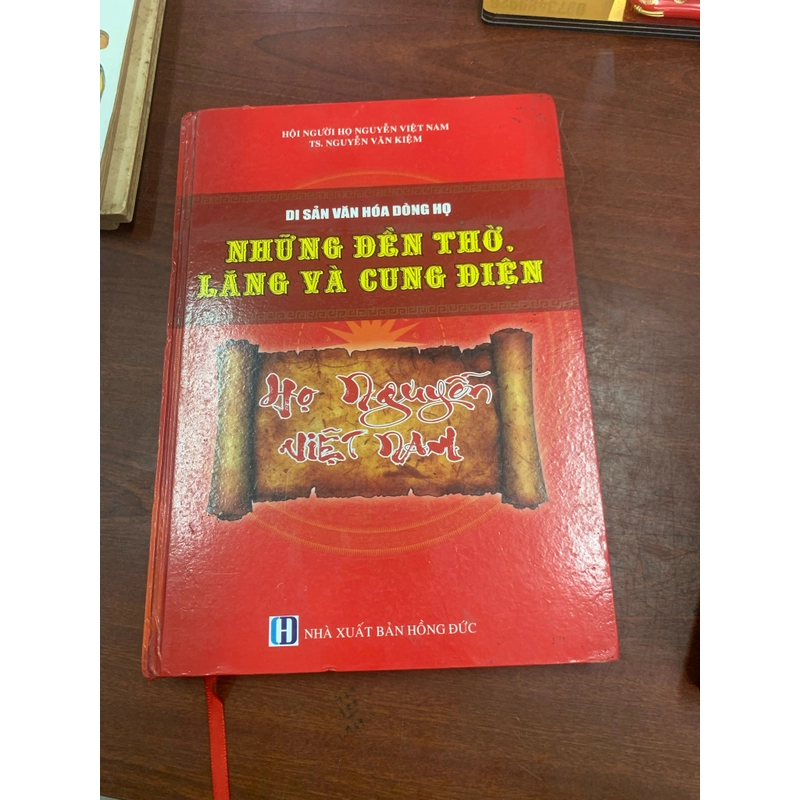 HỘI NGƯỜI HỌ NGUYỄN VIỆT NAM
TS. NGUYỄN VĂN KIỆM
DI SẢN VĂN HÓA DÒNG HỌ
NHỮNG ĐỀN THỜ,
LĂNG VÀ CUNG ĐIỆN
Họ Nguyễn
VIỆT NAM
NHÀ XUẤT BẢN HỒNG ĐỨC